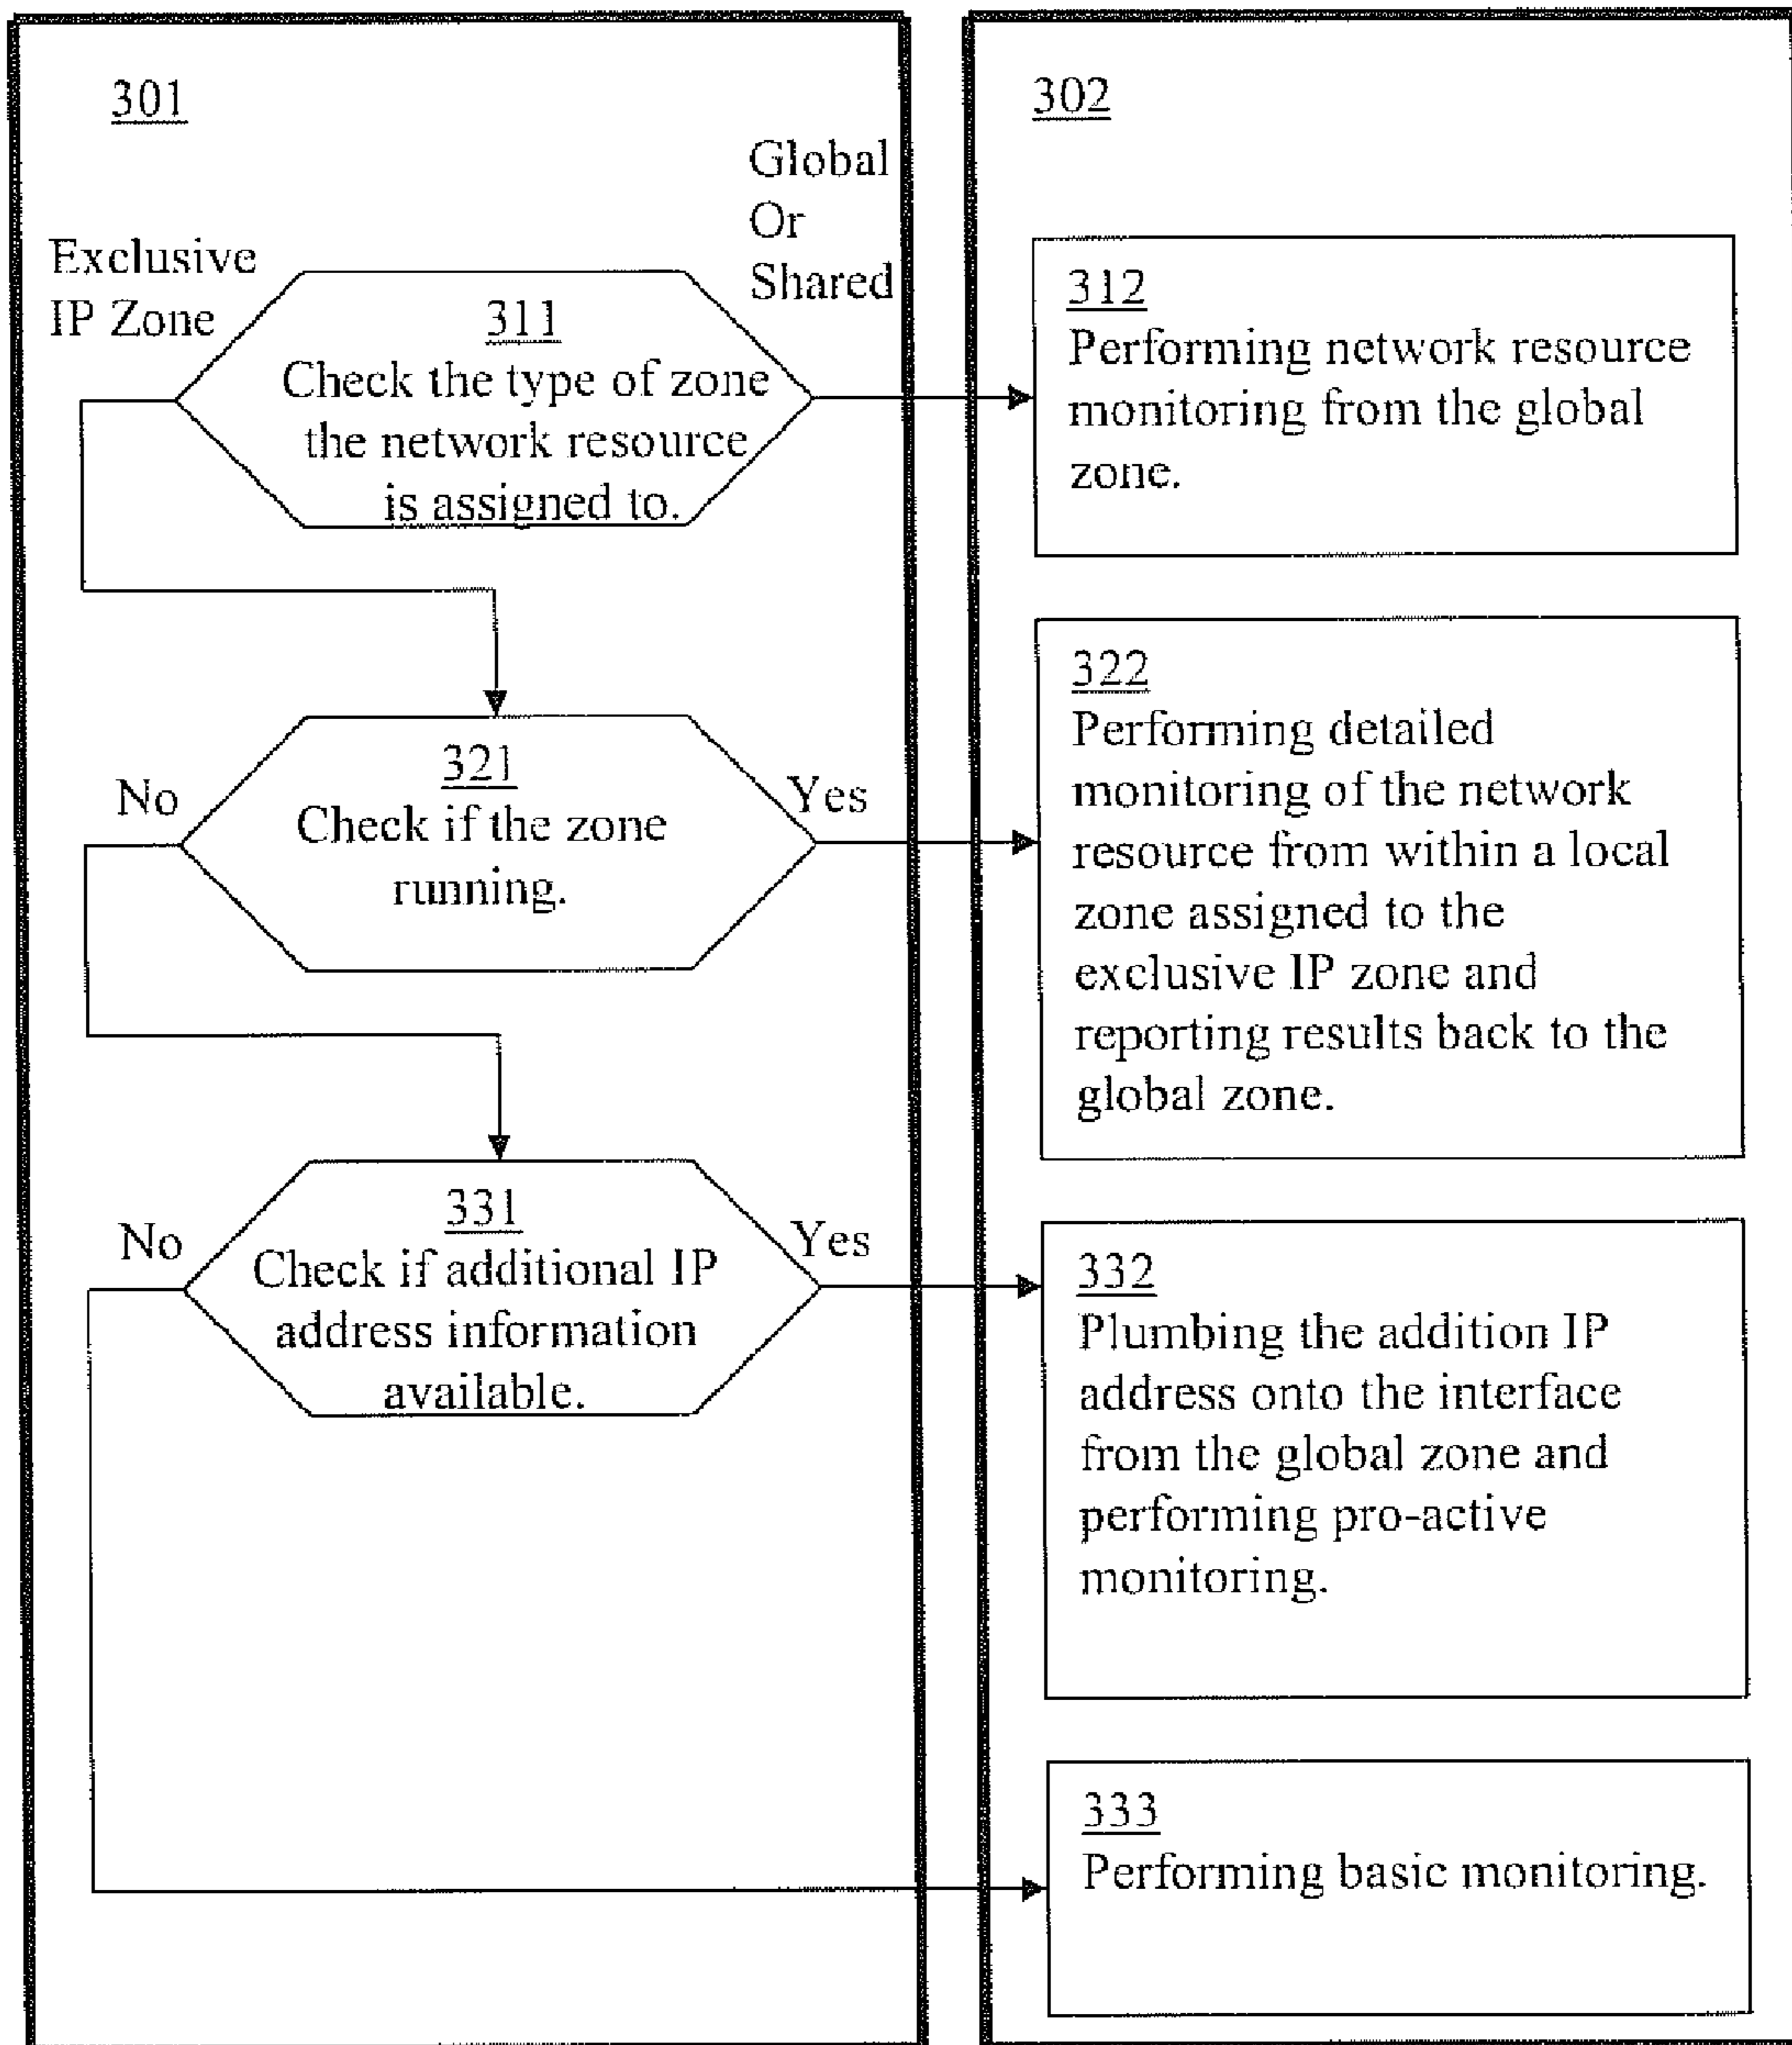 301
302
Global
Or
Shared
Exclusive
IP Zone
311
Check the type of zone
the network resource
is assigned to.
312
Performing network resource
monitoring from the global
zone.
No
321
Check if the zone
running.
Yes
322
Performing detailed
monitoring of the network
resource from within a local
zone assigned to the
exclusive IP zone and
reporting results back to the
global zone.
No
331
Check if additional IP
address information
available.
Yes
332
Plumbing the addition IP
address onto the interface
from the global zone and
performing pro-active
monitoring.
333
Performing basic monitoring.